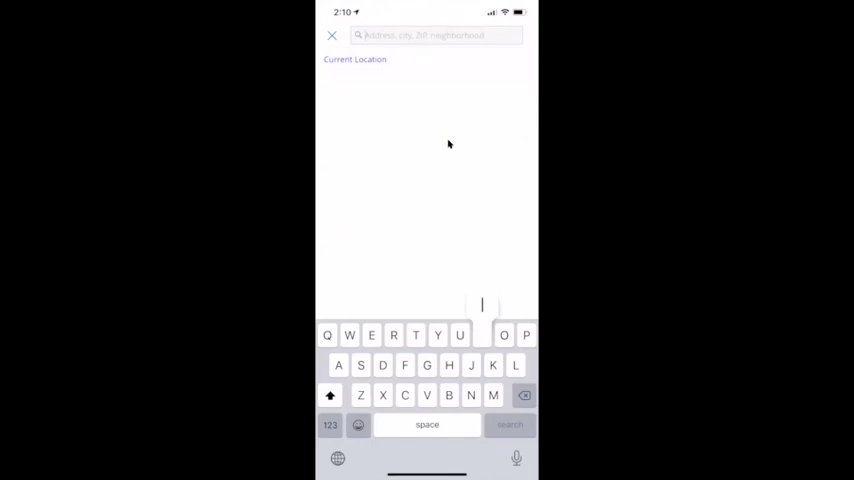 2:10
Address, city, ZIP, neighborhood
Current Location
I
Q W E R T Y U O P
A S D F G H J K L
Z X C V B N M
123 space search